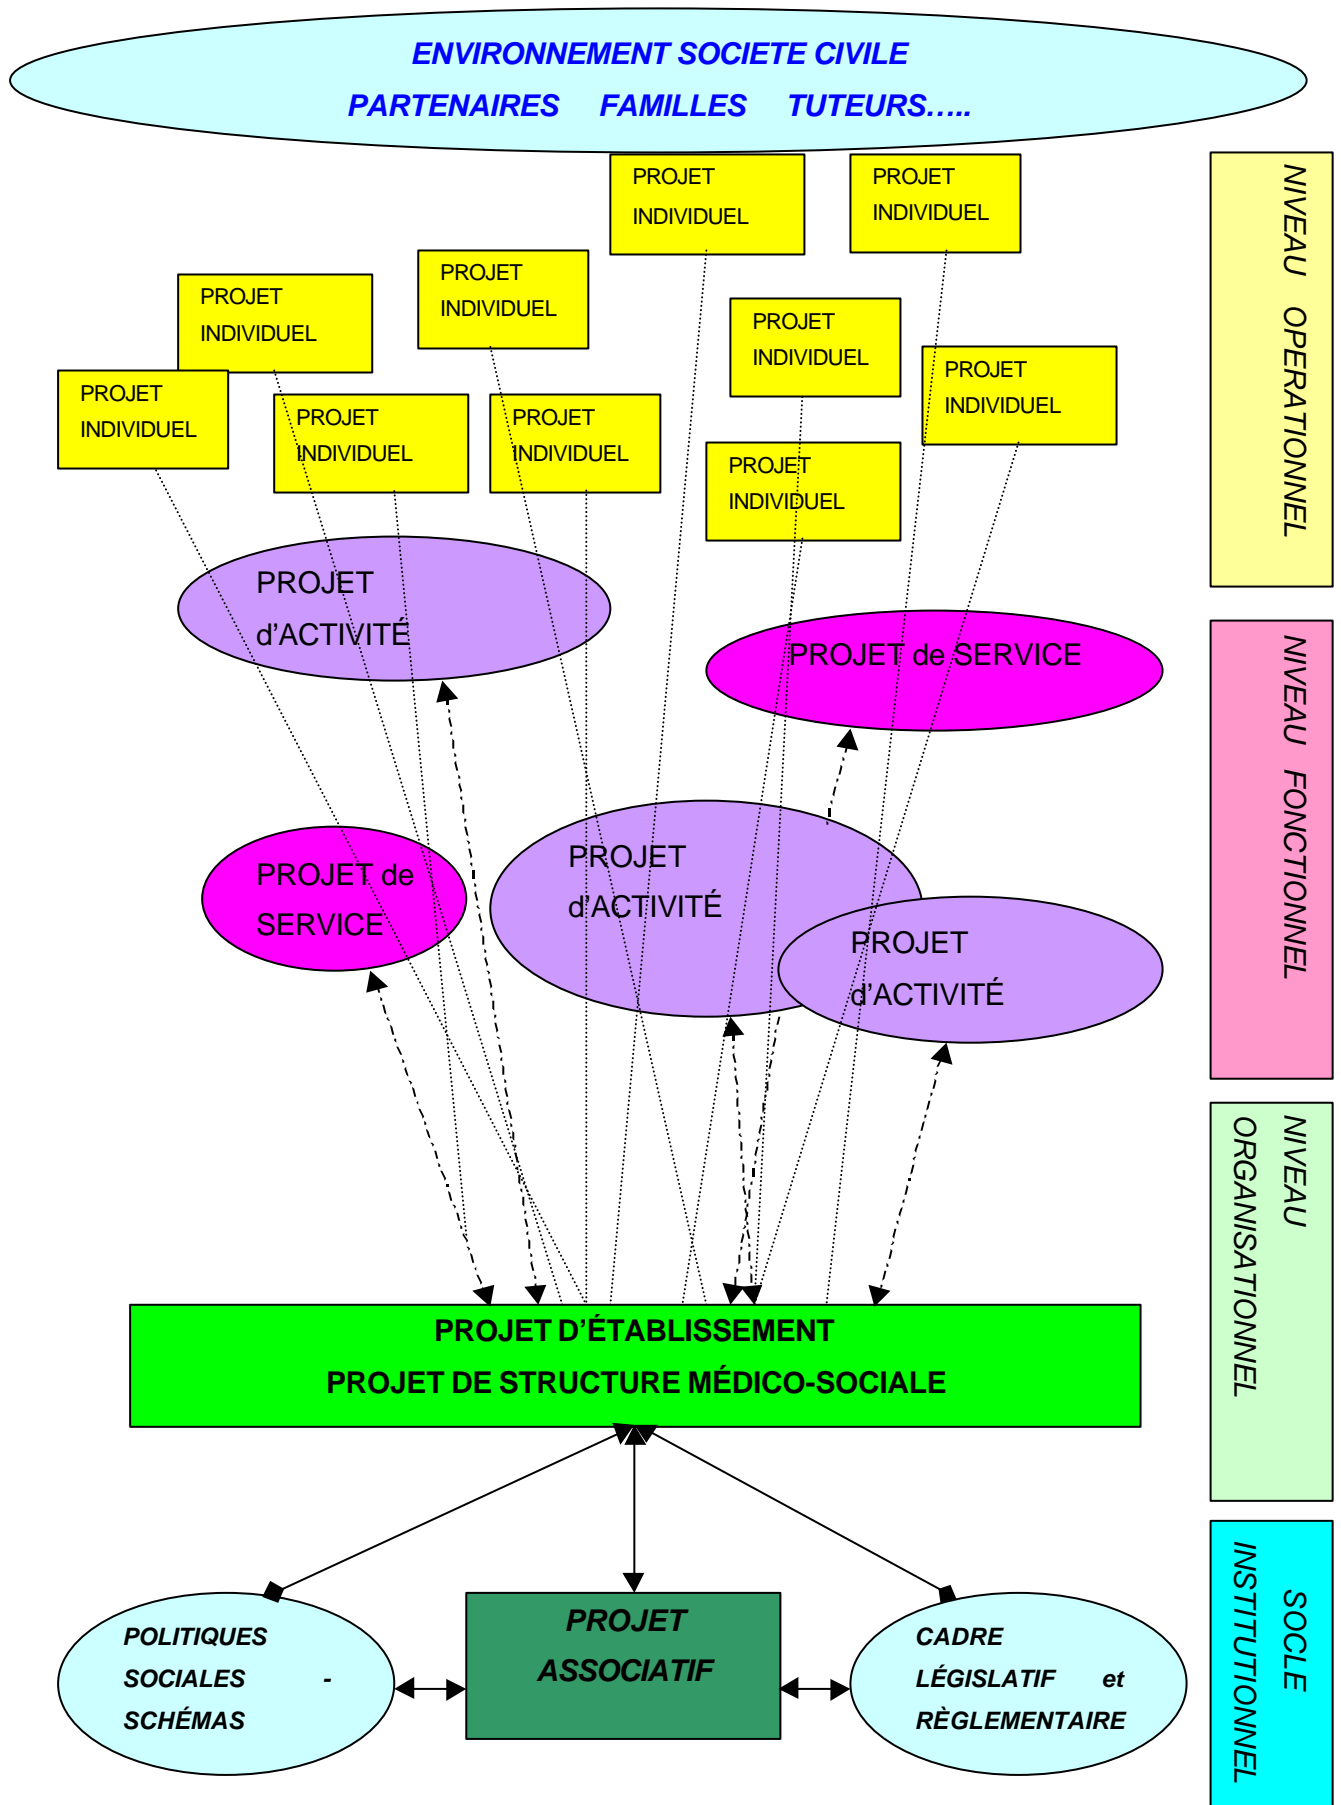 ENVIRONNEMENT SOCIETE CIVILE
PARTENAIRES FAMILLES TUTEURS…..
PROJET
INDIVIDUEL
PROJET
INDIVIDUEL
PROJET
INDIVIDUEL
PROJET
INDIVIDUEL
PROJET
INDIVIDUEL
PROJET
INDIVIDUEL
PROJET
INDIVIDUEL
PROJET
INDIVIDUEL
PROJET
INDIVIDUEL
PROJET
INDIVIDUEL
PROJET
d'ACTIVITÉ
PROJET de SERVICE
PROJET de
SERVICE
PROJET
d'ACTIVITÉ
PROJET
d'ACTIVITÉ
PROJET D'ÉTABLISSEMENT
PROJET DE STRUCTURE MÉDICO-SOCIALE
POLITIQUES
SOCIALES -
SCHÉMAS
PROJET
ASSOCIATIF
CADRE
LÉGISLATIF et
RÈGLEMENTAIRE
NIVEAU OPERATIONNEL
NIVEAU FONCTIONNEL
NIVEAU
ORGANISATIONNEL
SOCLE
INSTITUTIONNEL